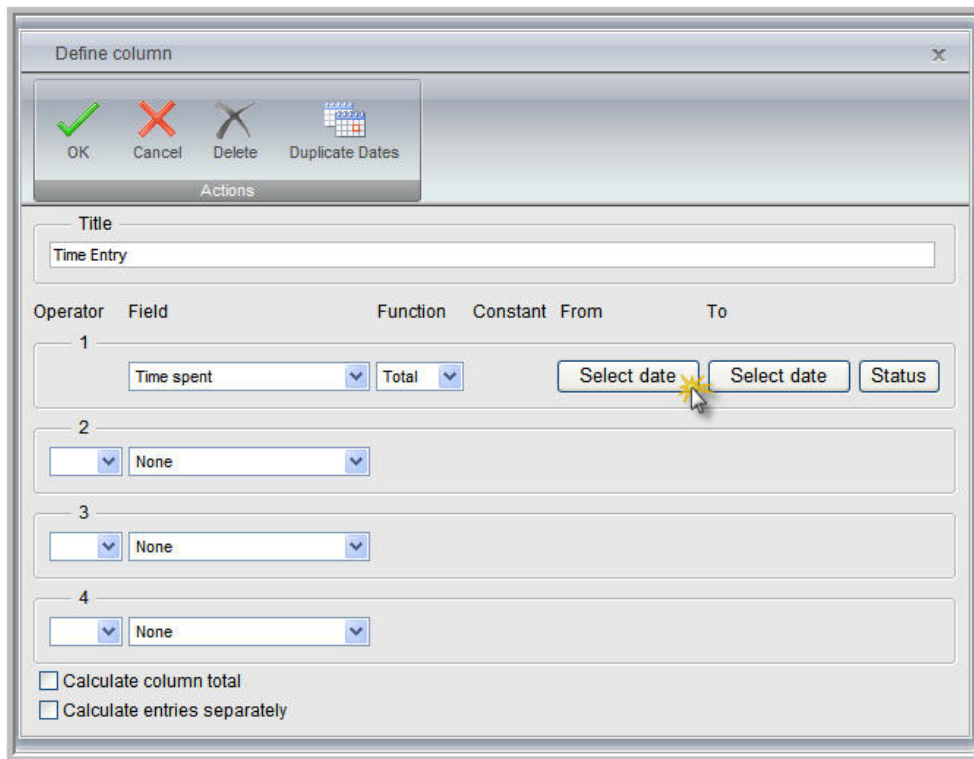 Define column
x
OK Cancel Delete Duplicate Dates
Actions
Title
Time Entry
Operator Field Function Constant From To
1
Time spent Total Select date Select date Status
2
None
3
None
4
None
Calculate column total
Calculate entries separately